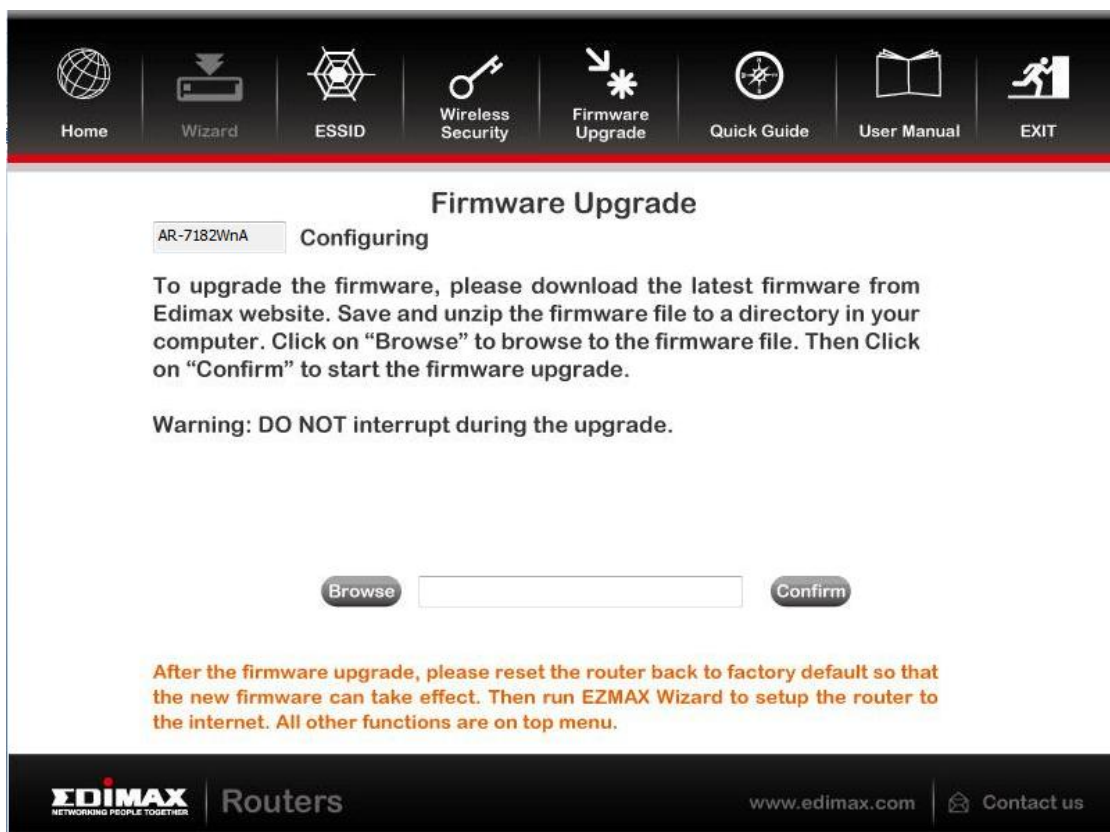 Home
Wizard
ESSID
Wireless
Security
Firmware
Upgrade
Quick Guide
User Manual
EXIT
Firmware Upgrade
AR-7182WnA Configuring
To upgrade the firmware, please download the latest firmware from
Edimax website. Save and unzip the firmware file to a directory in your
computer. Click on “Browse” to browse to the firmware file. Then Click
on “Confirm” to start the firmware upgrade.
Warning: DO NOT interrupt during the upgrade.
Browse
Confirm
After the firmware upgrade, please reset the router back to factory default so that
the new firmware can take effect. Then run EZMAX Wizard to setup the router to
the internet. All other functions are on top menu.
EDIMAX
NETWORKING PEOPLE TOGETHER
Routers
www.edimax.com
Contact us